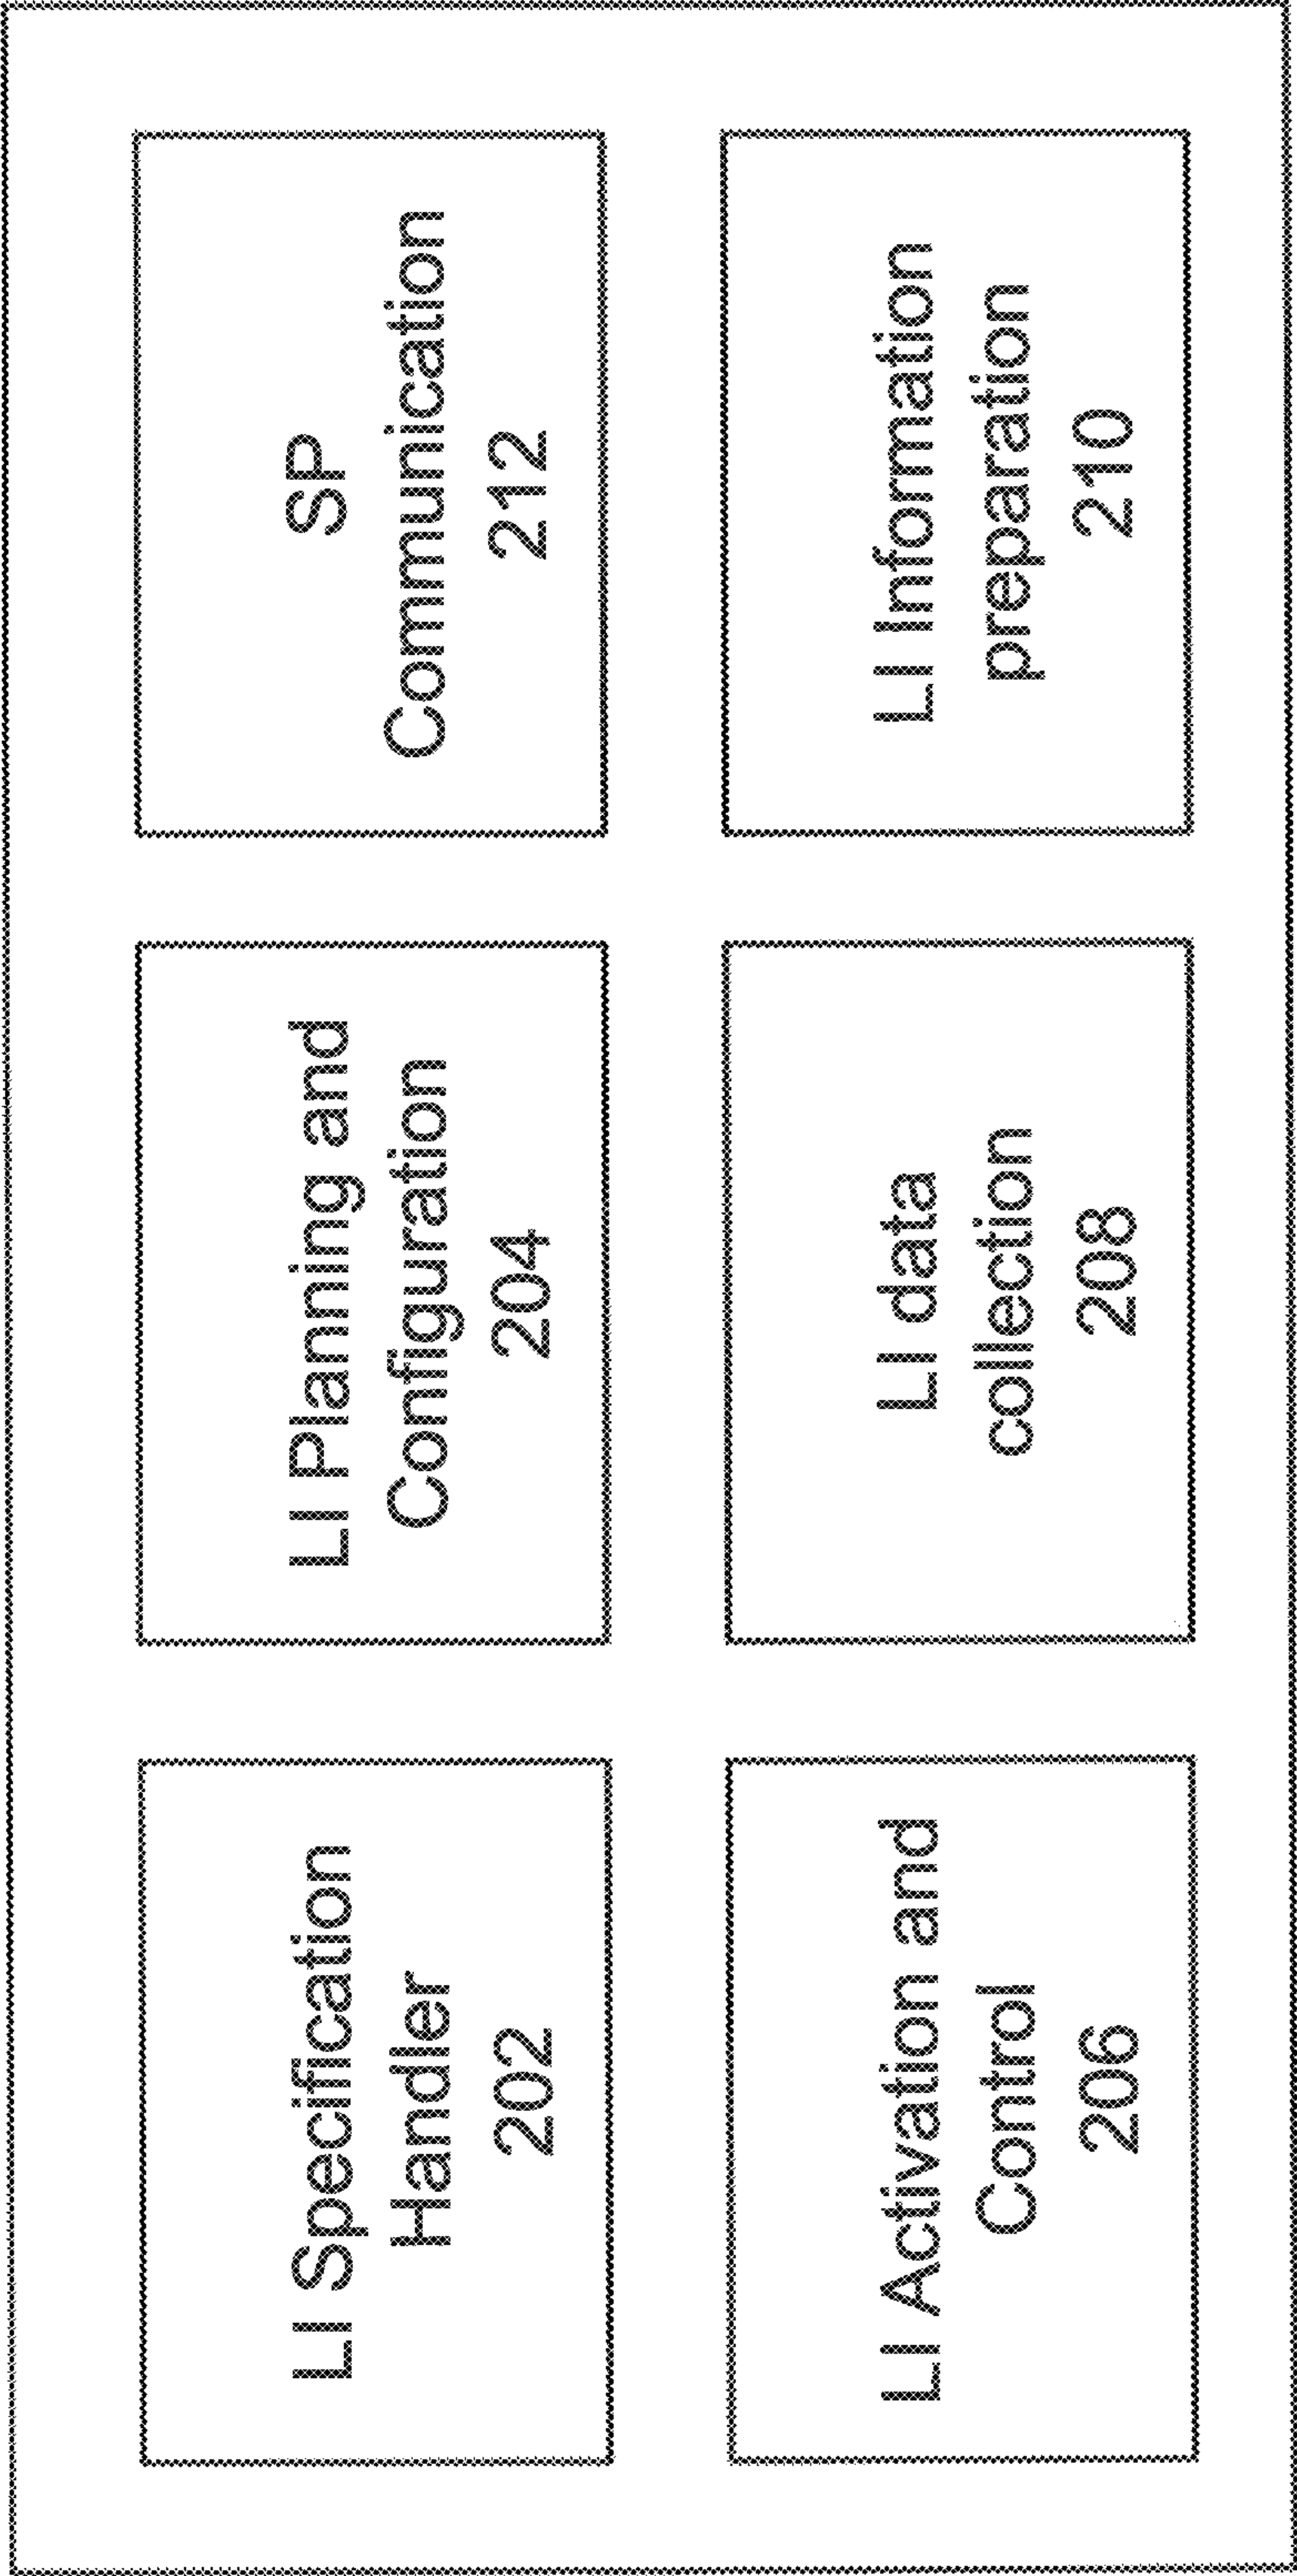 LI Specification
Handler
202
LI Planning and
Configuration
204
SP
Communication
212
LI Activation and
Control
206
LI data
collection
208
LI Information
preparation
210